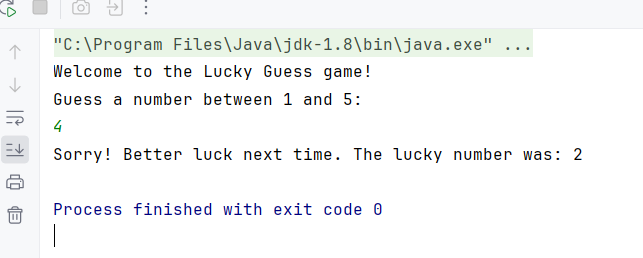 "C:\Program Files\Java\jdk-1.8\bin\java.exe" ...
Welcome to the Lucky Guess game!
Guess a number between 1 and 5:
4
Sorry! Better luck next time. The lucky number was: 2
Process finished with exit code 0